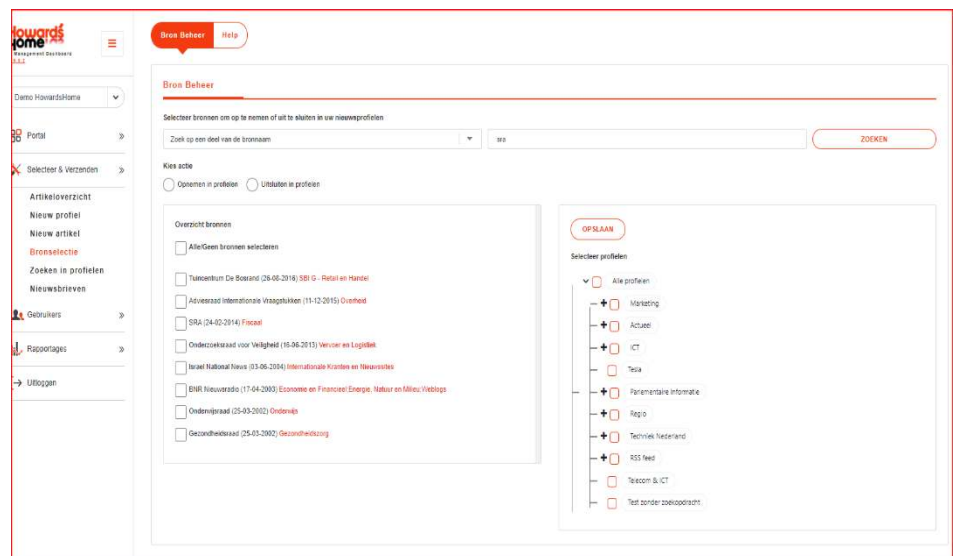 Howards
Home
Management Dashboard
Demo HowardsHome
Portal
Selecteer & Verzenden
Artikeloverzicht
Nieuw profiel
Nieuw artikel
Bronselectie
Zoeken in profielen
Nieuwsbrieven
Gebruikers
Rapportages
Uitloggen
Bron Beheer Help
Bron Beheer
Selecteer bronnen om op te nemen of uit te sluiten in uw nieuwsprofielen
Zoek op een deel van de bronnaam sra ZOEKEN
Kies actie
Opnemen in profielen Uitsluiten in profielen
Overzicht bronnen
Alle/Geen bronnen selecteren
Tuincentrum De Bosrand (26-08-2016) SBI G - Retail en Handel
Adviesraad Internationale Vraagstukken (11-12-2015) Overheid
SRA (24-02-2014) Fiscaal
Onderzoeksraad voor Veiligheid (16-06-2013) Vervoer en Logistiek
Israel National News (03-06-2004) Internationale Kranten en Nieuwssites
BNR Nieuwsradio (17-04-2003) Economie en Financieel;Energie, Natuur en Milieu;Weblogs
Onderwijsraad (25-03-2002) Onderwijs
Gezondheidsraad (25-03-2002) Gezondheidszorg
OPSLAAN
Selecteer profielen
Alle profielen
Marketing
Actueel
ICT
Tesla
Parlementaire Informatie
Regio
Techniek Nederland
RSS feed
Telecom & ICT
Test zonder zoekopdracht